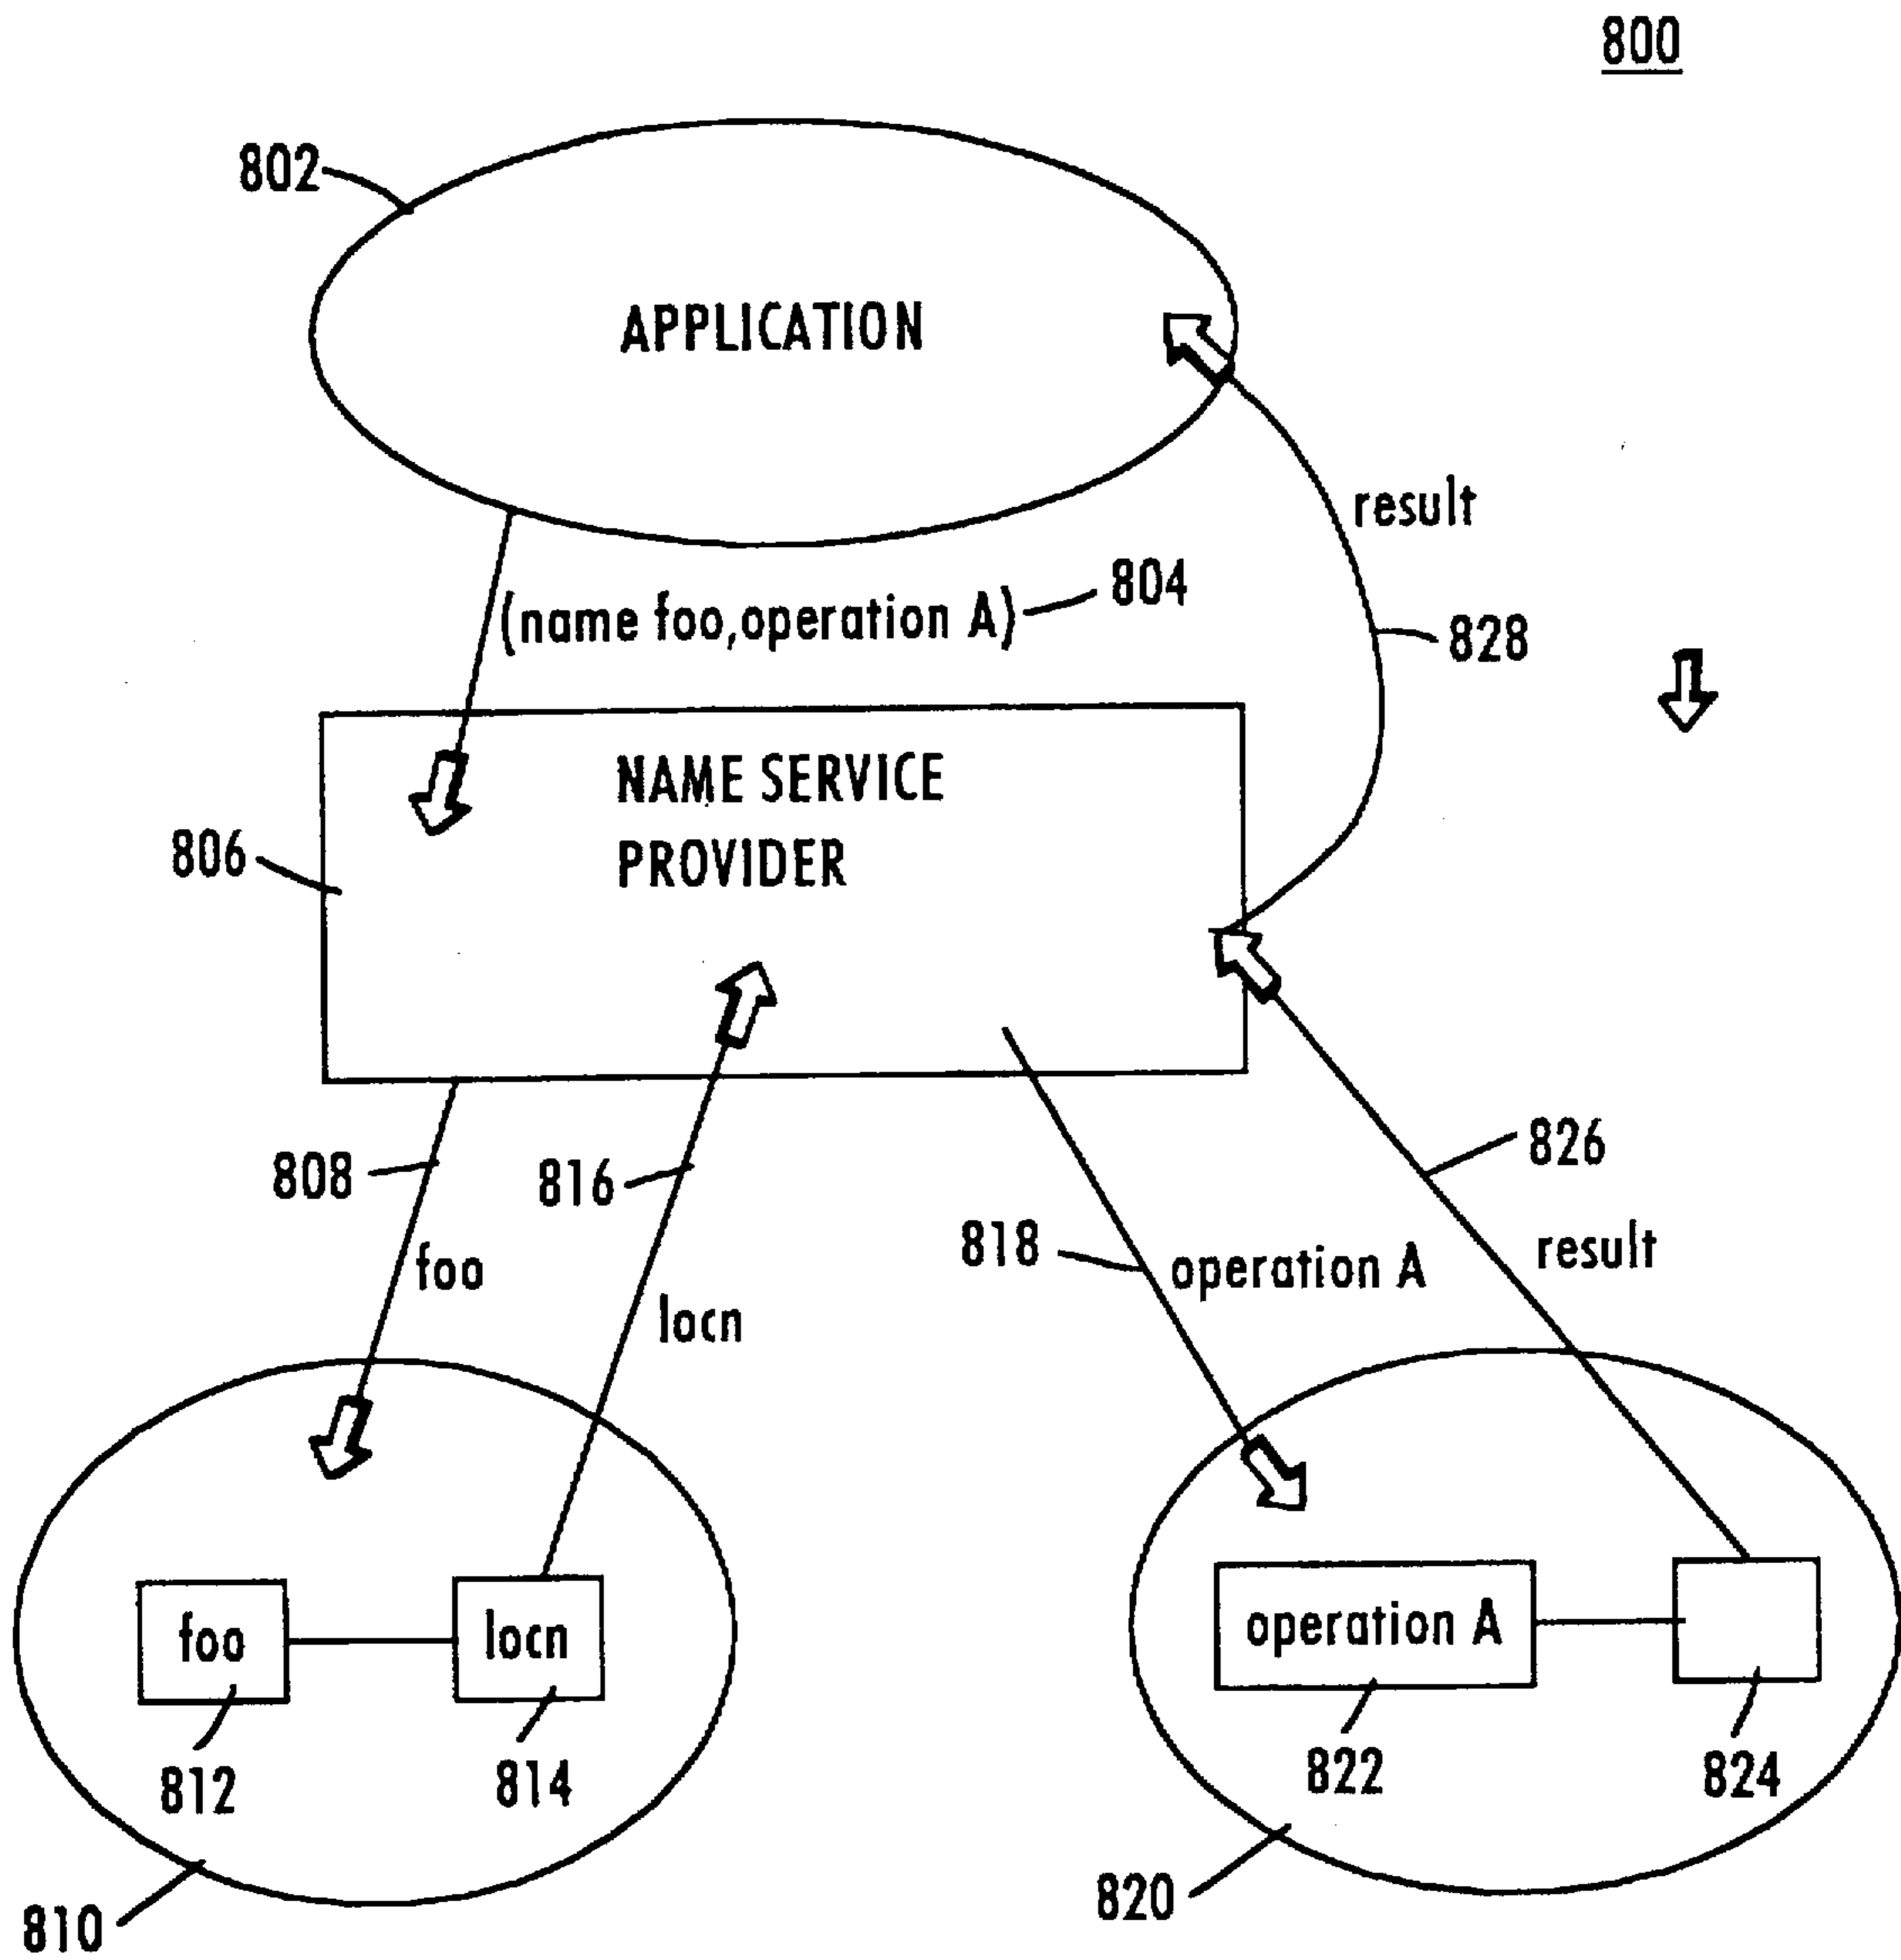 800
802
APPLICATION
result
(name foo,operation A) 804
828
NAME SERVICE
PROVIDER
806
808
816
826
818
foo
operation A
result
locn
foo
locn
operation A
812
814
822
824
810
820